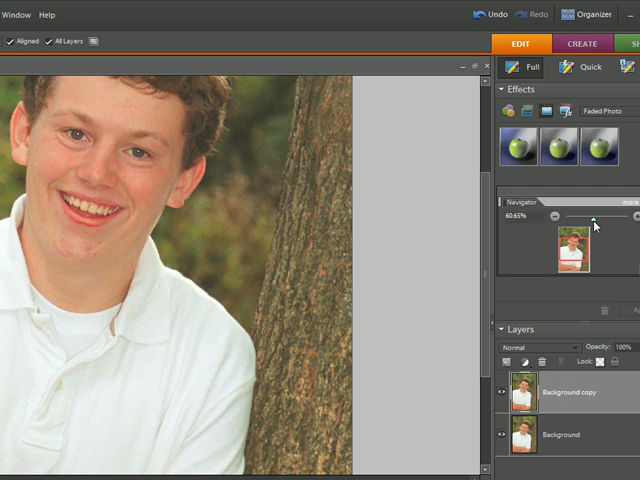 Window Help
Undo Redo Organizer
Aligned All Layers
EDIT CREATE
Full Quick
Effects
Faded Photo
Navigator more
60.65%
Layers
Normal Opacity: 100%
Lock:
Background copy
Background